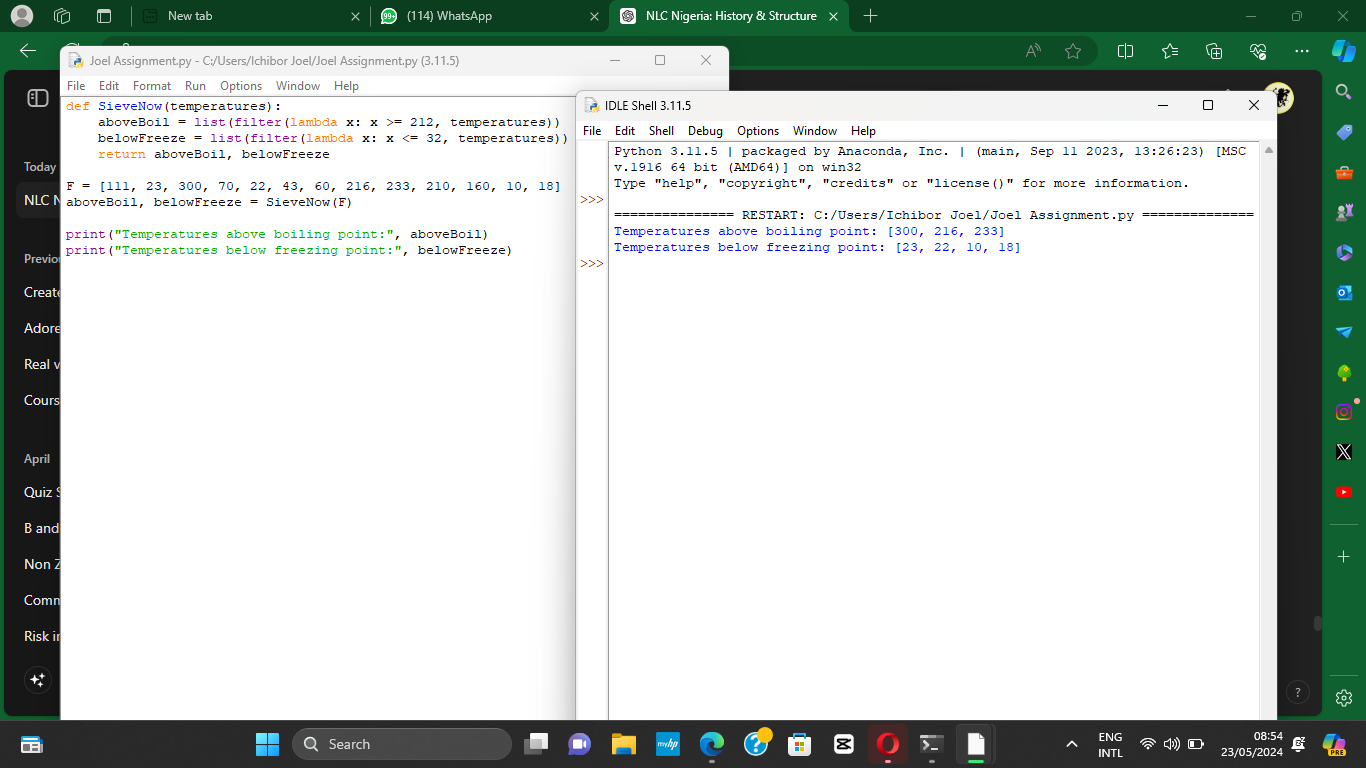 New tab
(114) WhatsApp
NLC Nigeria: History & Structure
Joel Assignment.py - C:/Users/Ichibor Joel/Joel Assignment.py (3.11.5)
File Edit Format Run Options Window Help
def SieveNow(temperatures):
aboveBoil = list(filter(lambda x: x >= 212, temperatures))
belowFreeze = list(filter(lambda x: x <= 32, temperatures))
return aboveBoil, belowFreeze
F = [111, 23, 300, 70, 22, 43, 60, 216, 233, 210, 160, 10, 18]
aboveBoil, belowFreeze = SieveNow(F)
print("Temperatures above boiling point:", aboveBoil)
print("Temperatures below freezing point:", belowFreeze)
IDLE Shell 3.11.5
File Edit Shell Debug Options Window Help
Python 3.11.5 | packaged by Anaconda, Inc. | (main, Sep 11 2023, 13:26:23) [MSC
v.1916 64 bit (AMD64)] on win32
Type "help", "copyright", "credits" or "license()" for more information.
>>>
=============== RESTART: C:/Users/Ichibor Joel/Joel Assignment.py ==============
Temperatures above boiling point: [300, 216, 233]
Temperatures below freezing point: [23, 22, 10, 18]
>>>
Today
NLC N
Previou
Create
Adore
Real v
Cours
April
Quiz S
B and
Non Z
Comm
Risk in
?
Search
myhp
99+
ENG
INTL
08:54
23/05/2024
PRE